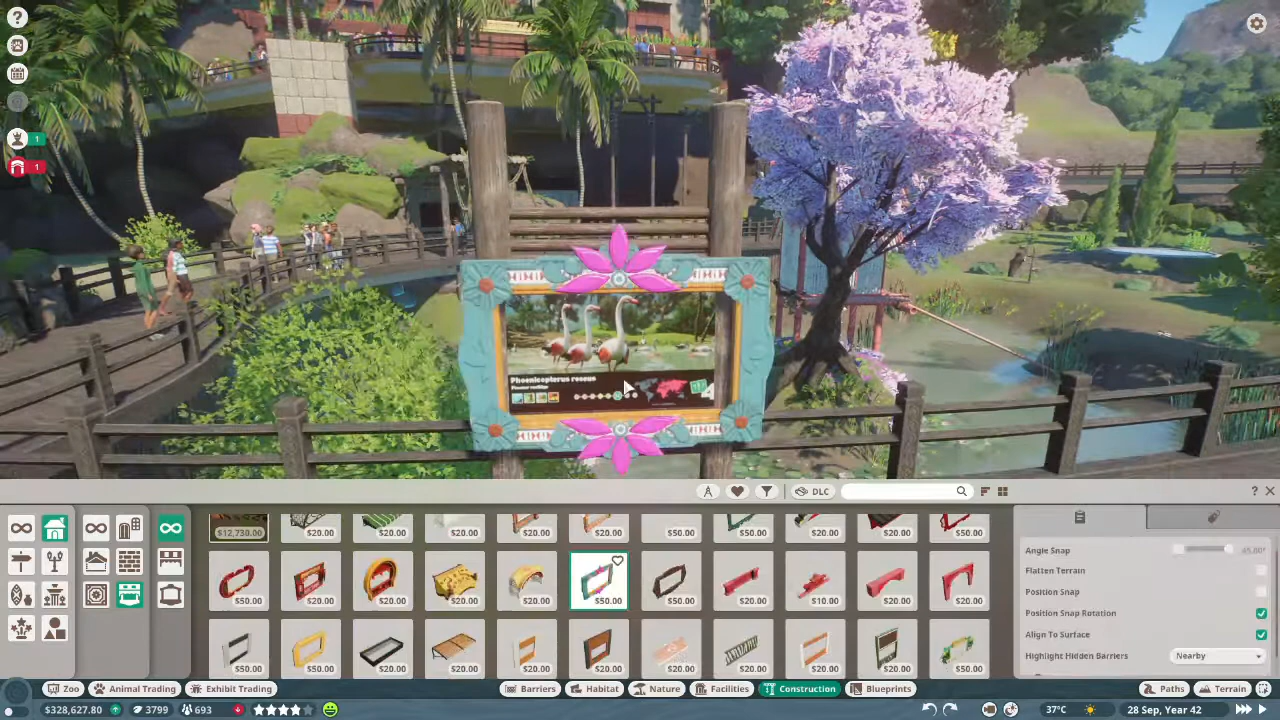 1
1
Phoenicopterus roseus
DLC
$12,730.00
$20.00
$20.00
$20.00
$20.00
$20.00
$50.00
$50.00
$20.00
$20.00
$50.00
$50.00
$20.00
$20.00
$20.00
$20.00
$50.00
$50.00
$20.00
$10.00
$20.00
$20.00
$50.00
$50.00
$20.00
$20.00
$20.00
$20.00
$20.00
$20.00
$20.00
$20.00
$50.00
Angle Snap
Flatten Terrain
Position Snap
Position Snap Rotation
Align To Surface
Highlight Hidden Barriers
Nearby
Zoo
Animal Trading
Exhibit Trading
Barriers
Habitat
Nature
Facilities
Construction
Blueprints
Paths
Terrain
$328,627.80
3799
693
37°C
28 Sep, Year 42